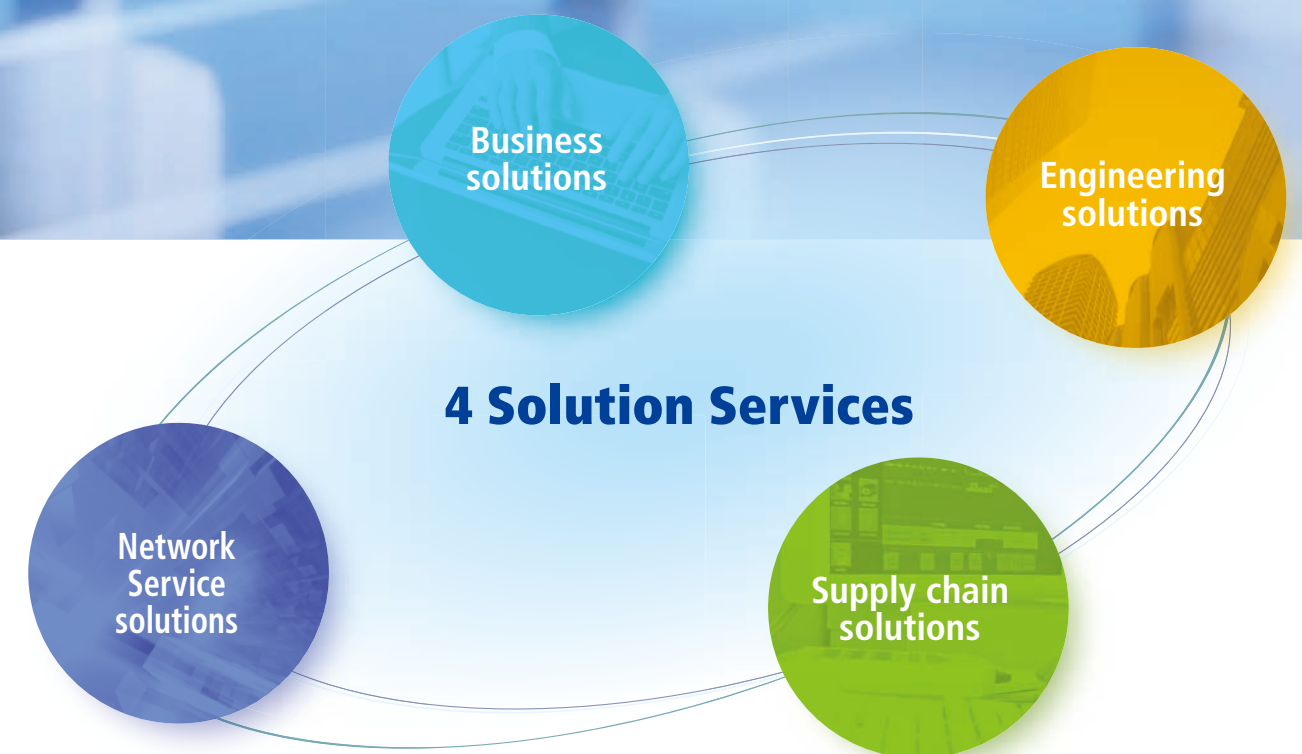 Business
solutions
Engineering
solutions
4 Solution Services
Network
Service
solutions
Supply chain
solutions